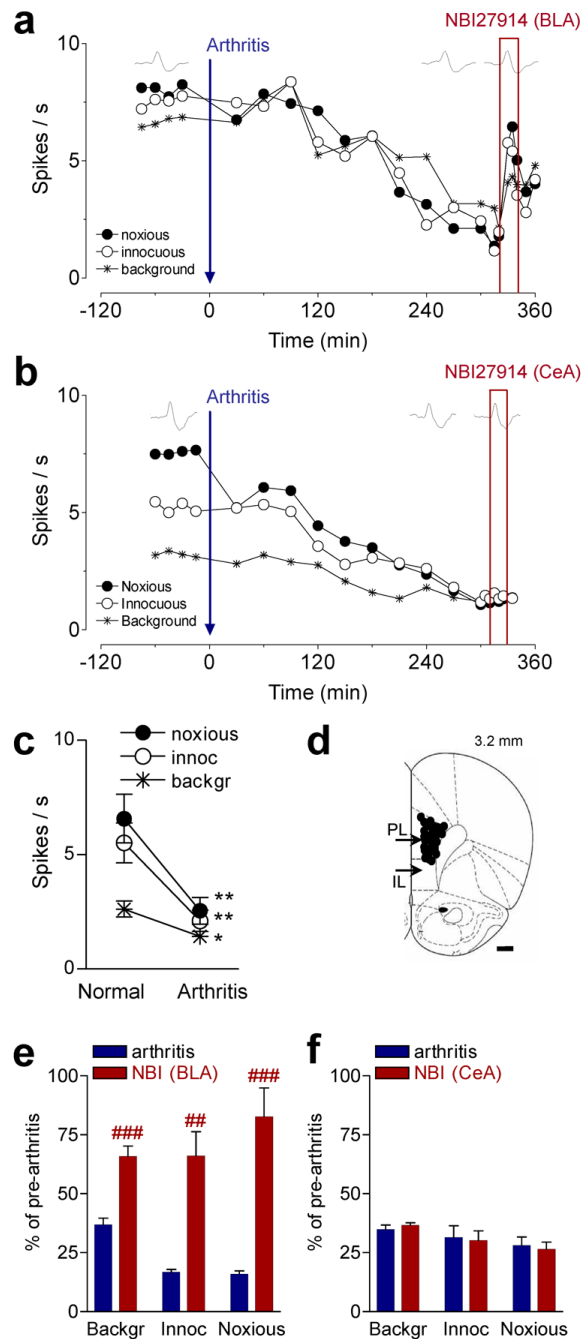 a
NBI27914 (BLA)
Arthritis
10
5
0
Spikes / s
noxious
innocuous
background
-120 0 120 240 360
Time (min)
b
NBI27914 (CeA)
Arthritis
10
5
0
Spikes / s
Noxious
Innocuous
Background
-120 0 120 240 360
Time (min)
c
noxious
innoc
backgr
10
5
0
Spikes / s
**
**
*
Normal Arthritis
d
3.2 mm
PL
IL
e
arthritis
NBI (BLA)
100
75
50
25
0
% of pre-arthritis
###
##
###
Backgr Innoc Noxious
f
arthritis
NBI (CeA)
100
75
50
25
0
% of pre-arthritis
Backgr Innoc Noxious